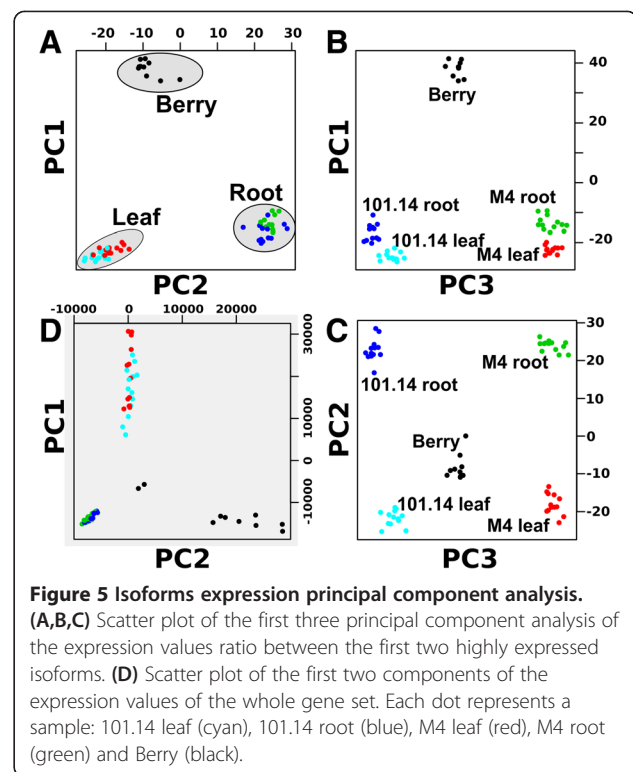 A
B
-20 -10 0 10 20 30
PC1
Berry
Leaf
Root
PC2
PC1
Berry
101.14 root
101.14 leaf
M4 root
M4 leaf
40
20
0
-20
PC3
D
-10000 0 10000 20000
PC1
30000
10000
0
-10000
PC2
C
PC2
101.14 root
M4 root
Berry
101.14 leaf
M4 leaf
30
20
0
-10
-20
PC3
Figure 5 Isoforms expression principal component analysis.
(A,B,C) Scatter plot of the first three principal component analysis of
the expression values ratio between the first two highly expressed
isoforms. (D) Scatter plot of the first two components of the
expression values of the whole gene set. Each dot represents a
sample: 101.14 leaf (cyan), 101.14 root (blue), M4 leaf (red), M4 root
(green) and Berry (black).